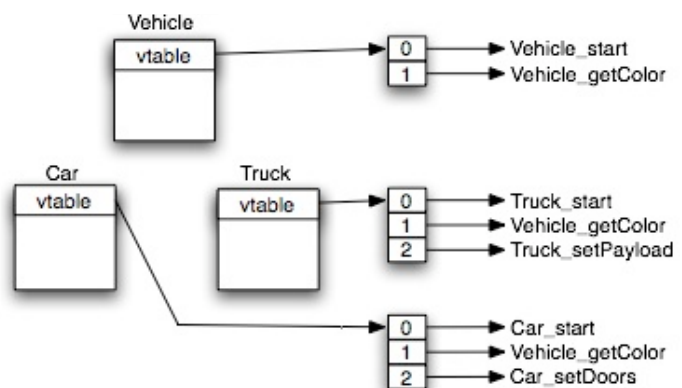 Vehicle
vtable
0 Vehicle_start
1 Vehicle_getColor
Car
vtable
Truck
vtable
0 Truck_start
1 Vehicle_getColor
2 Truck_setPayload
0 Car_start
1 Vehicle_getColor
2 Car_setDoors